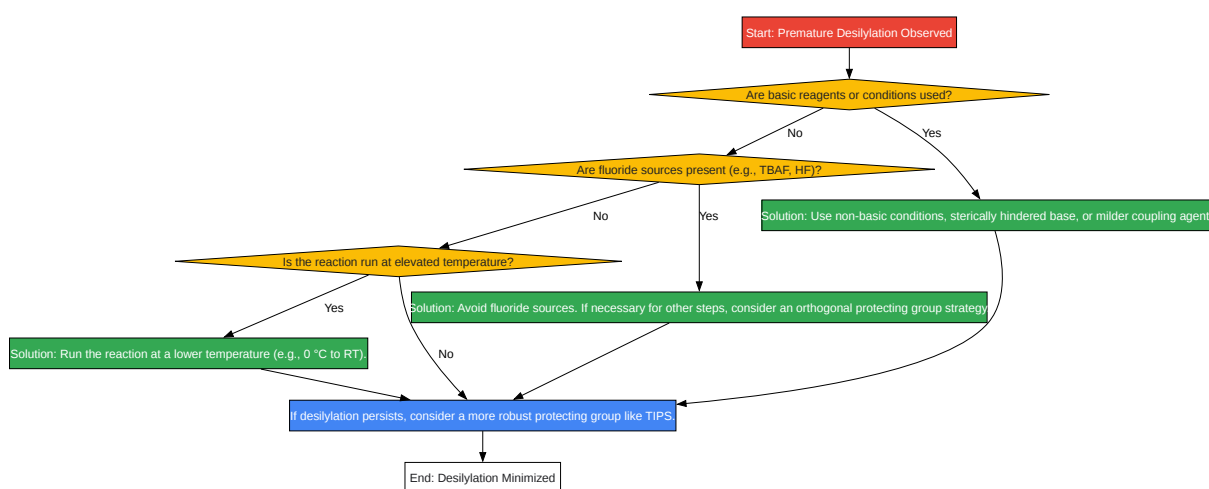 Start: Premature Desilylation Observed
Are basic reagents or conditions used?
No
Yes
Are fluoride sources present (e.g., TBAF, HF)?
No
Yes
Solution: Use non-basic conditions, sterically hindered base, or milder coupling agent
Is the reaction run at elevated temperature?
Yes
Solution: Avoid fluoride sources. If necessary for other steps, consider an orthogonal protecting group strategy
Solution: Run the reaction at a lower temperature (e.g., 0 °C to RT).
No
If desilylation persists, consider a more robust protecting group like TIPS.
End: Desilylation Minimized